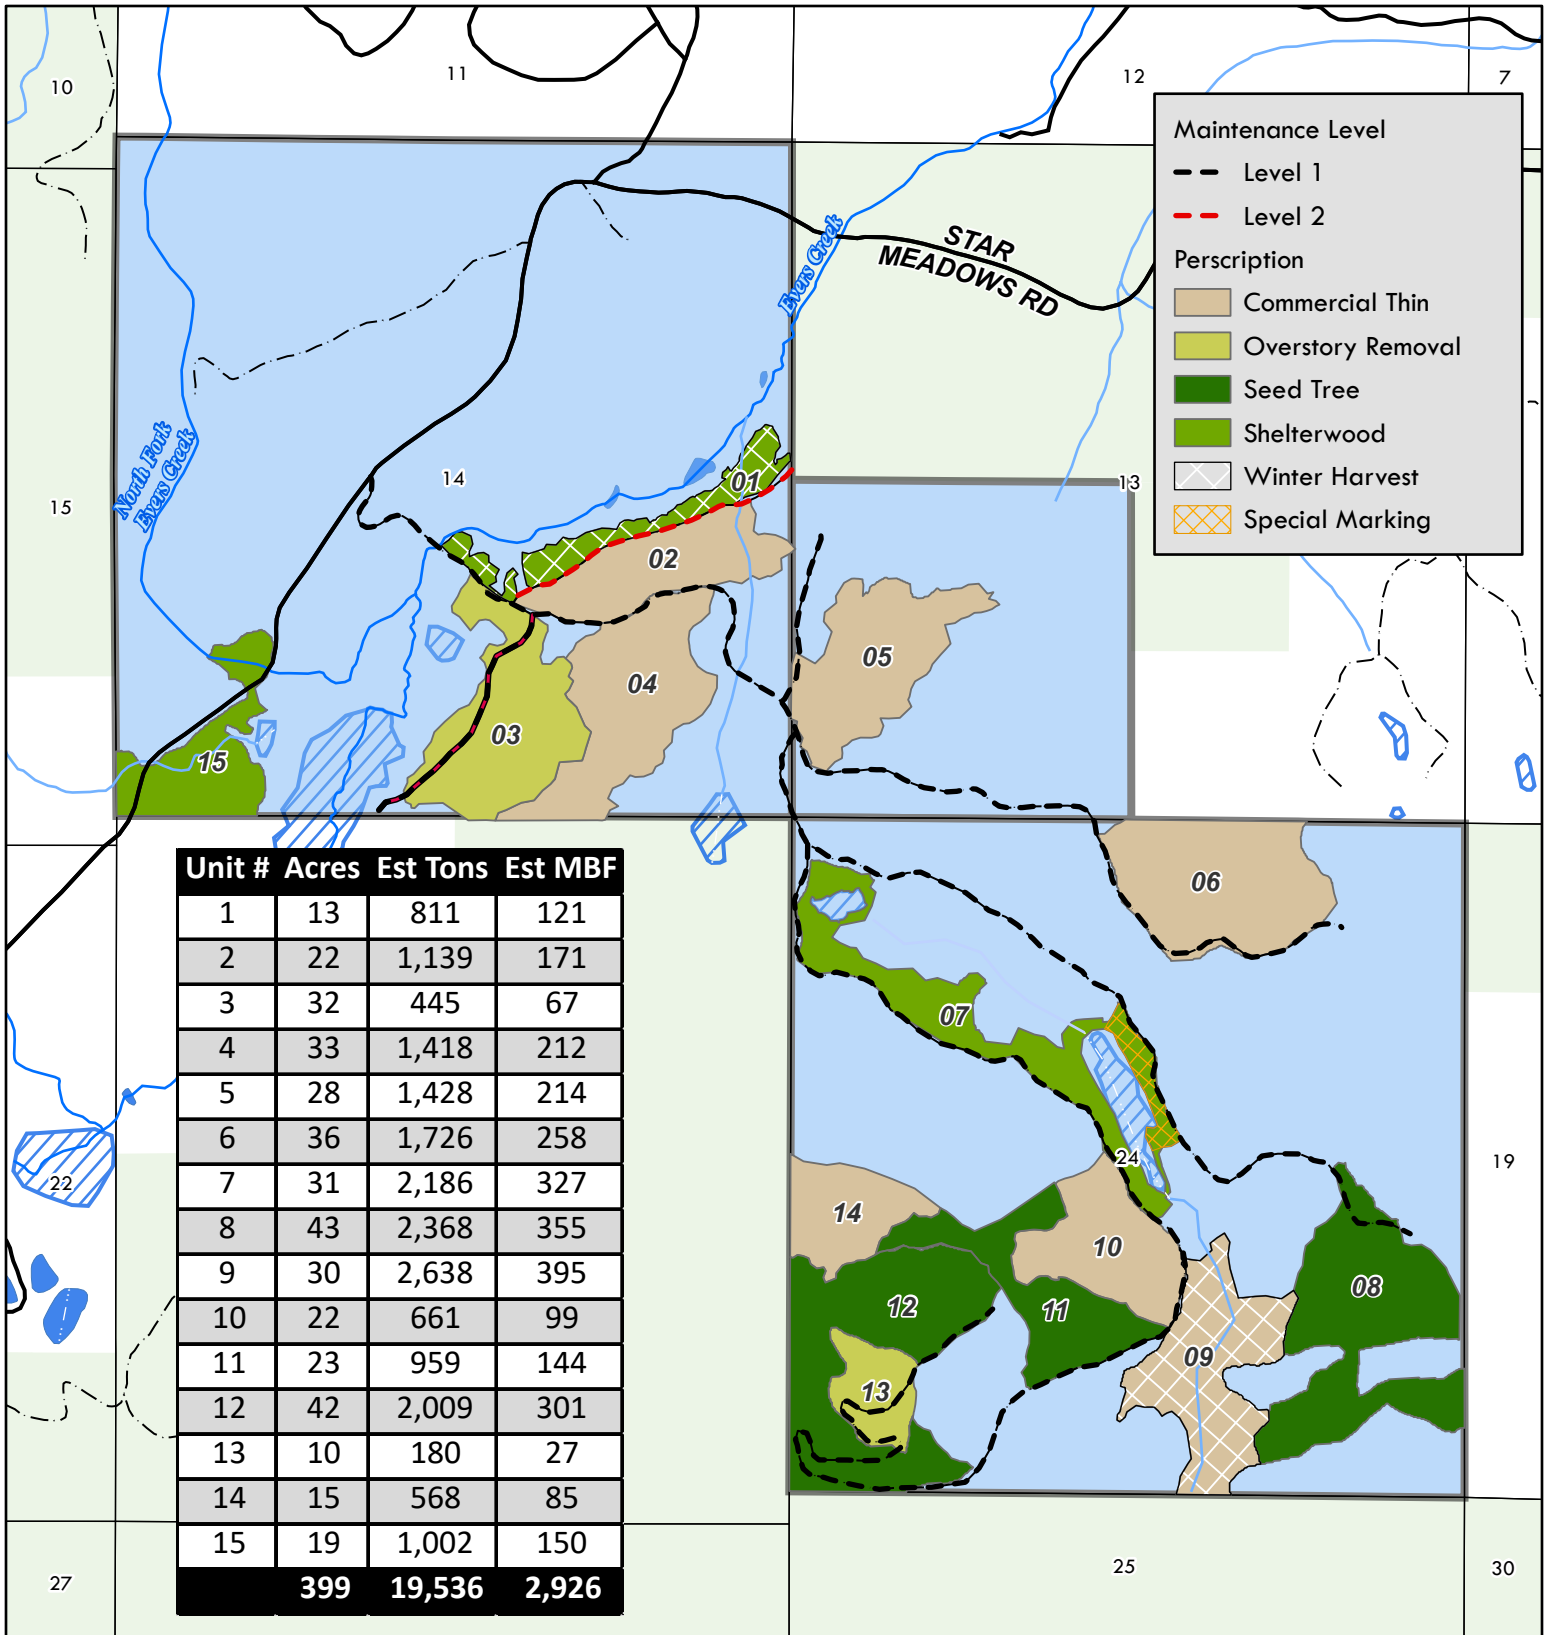 10
11
12
7
Maintenance Level
Level 1
Level 2
Perscription
Commercial Thin
Overstory Removal
Seed Tree
Shelterwood
Winter Harvest
Special Marking
STAR
MEADOWS RD
Evers Creek
North Fork
Evers Creek
15
14
13
01
02
03
04
05
15
06
07
24
19
22
14
10
12
11
08
09
13
27
25
30
Unit # Acres Est Tons Est MBF
1 13 811 121
2 22 1,139 171
3 32 445 67
4 33 1,418 212
5 28 1,428 214
6 36 1,726 258
7 31 2,186 327
8 43 2,368 355
9 30 2,638 395
10 22 661 99
11 23 959 144
12 42 2,009 301
13 10 180 27
14 15 568 85
15 19 1,002 150
399 19,536 2,926